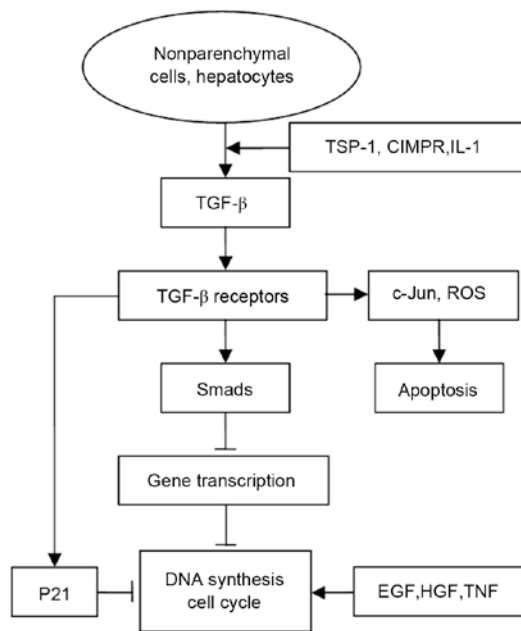 Nonparenchymal
cells, hepatocytes
TSP-1, CIMPR,IL-1
TGF-β
TGF-β receptors
c-Jun, ROS
Smads
Apoptosis
Gene transcription
P21
DNA synthesis
cell cycle
EGF,HGF,TNF